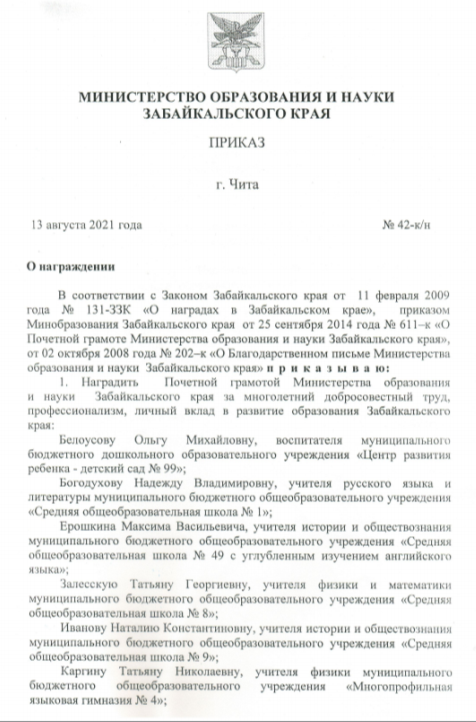 МИНИСТЕРСТВО ОБРАЗОВАНИЯ И НАУКИ
ЗАБАЙКАЛЬСКОГО КРАЯ
ПРИКАЗ
г. Чита
13 августа 2021 года № 42-к/н
О награждении
В соответствии с Законом Забайкальского края от 11 февраля 2009
года № 131-ЗЗК «О наградах в Забайкальском крае», приказом
Минобразования Забайкальского края от 25 сентября 2014 года № 611–к «О
Почетной грамоте Министерства образования и науки Забайкальского края»,
от 02 октября 2008 года № 202–к «О Благодарственном письме Министерства
образования и науки Забайкальского края» п р и к а з ы в а ю:
1. Наградить Почетной грамотой Министерства образования
и науки Забайкальского края за многолетний добросовестный труд,
профессионализм, личный вклад в развитие образования Забайкальского
края:
Белоусову Ольгу Михайловну, воспитателя муниципального
бюджетного дошкольного образовательного учреждения «Центр развития
ребенка - детский сад № 99»;
Богодухову Надежду Владимировну, учителя русского языка и
литературы муниципального бюджетного общеобразовательного учреждения
«Средняя общеобразовательная школа № 1»;
Ерошкина Максима Васильевича, учителя истории и обществознания
муниципального бюджетного общеобразовательного учреждения «Средняя
общеобразовательная школа № 49 с углубленным изучением английского
языка»;
Залесскую Татьяну Георгиевну, учителя физики и математики
муниципального бюджетного общеобразовательного учреждения «Средняя
общеобразовательная школа № 8»;
Иванову Наталию Константиновну, учителя истории и обществознания
муниципального бюджетного общеобразовательного учреждения «Средняя
общеобразовательная школа № 9»;
Каргину Татьяну Николаевну, учителя физики муниципального
бюджетного общеобразовательного учреждения «Многопрофильная
языковая гимназия № 4»;